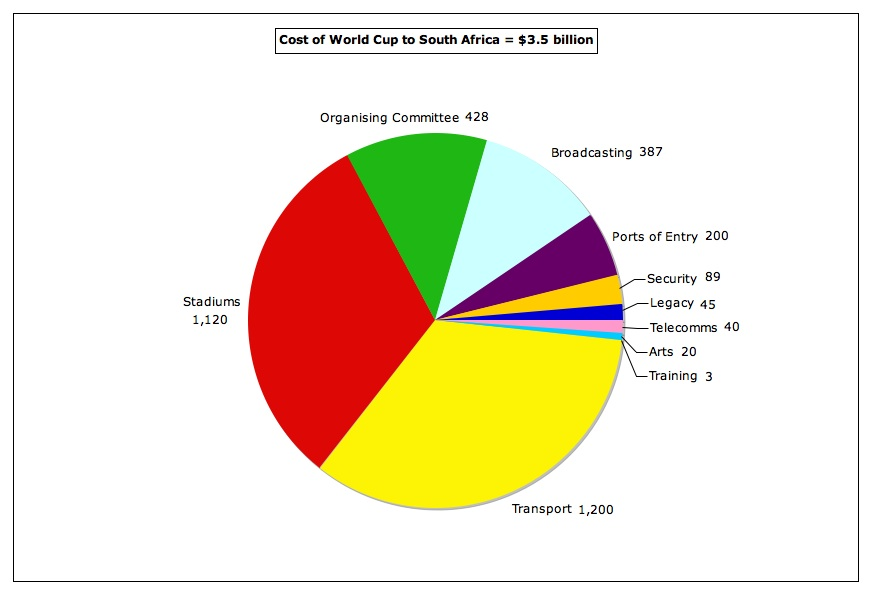 Cost of World Cup to South Africa = $3.5 billion
Organising Committee 428
Broadcasting 387
Ports of Entry 200
Security 89
Stadiums
1,120
Legacy 45
Telecomms 40
Arts 20
Training 3
Transport 1,200